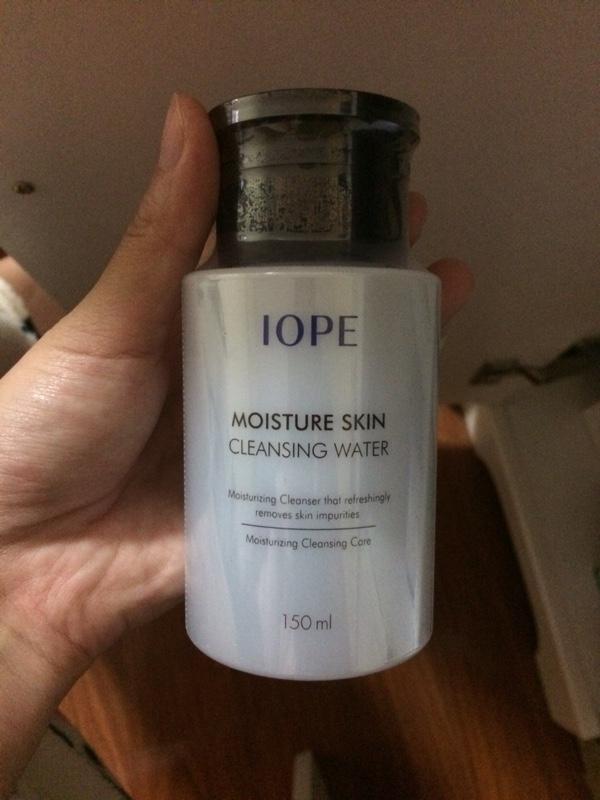 IOPE
MOISTURE SKIN
CLEANSING WATER
Moisturizing Cleanser that refreshingly
removes skin impurities
Moisturizing Cleansing Care
150 ml